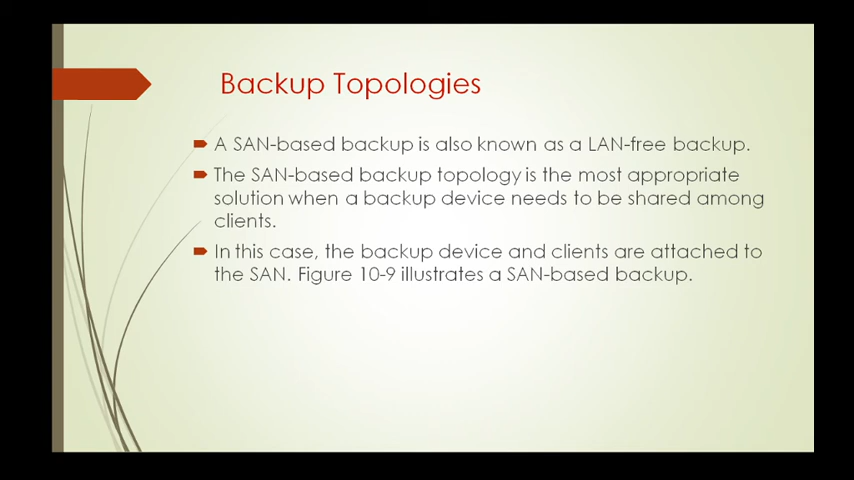 Backup Topologies
A SAN-based backup is also known as a LAN-free backup.
The SAN-based backup topology is the most appropriate
solution when a backup device needs to be shared among
clients.
In this case, the backup device and clients are attached to
the SAN. Figure 10-9 illustrates a SAN-based backup.